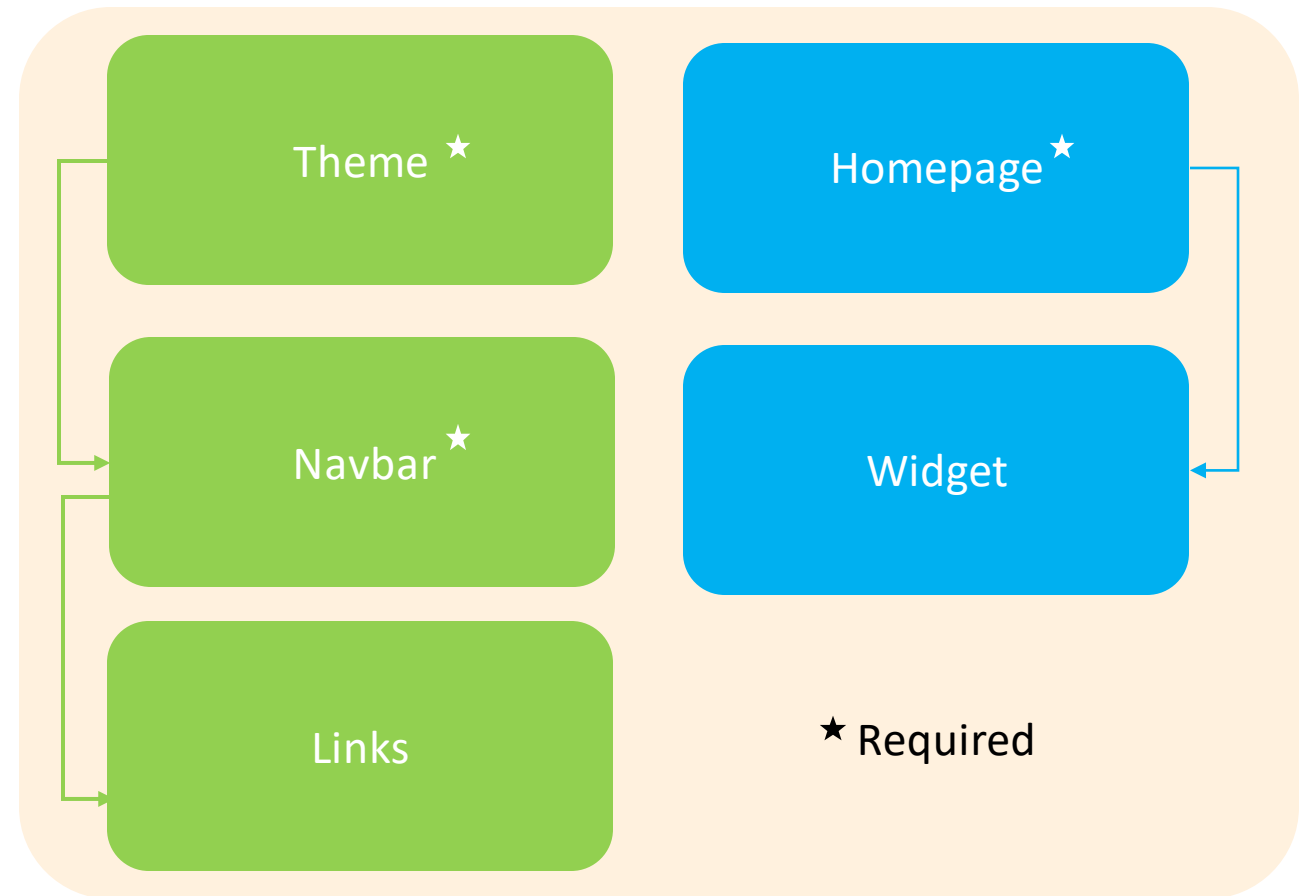 Theme ★
Homepage ★
Navbar ★
Widget
Links
★ Required